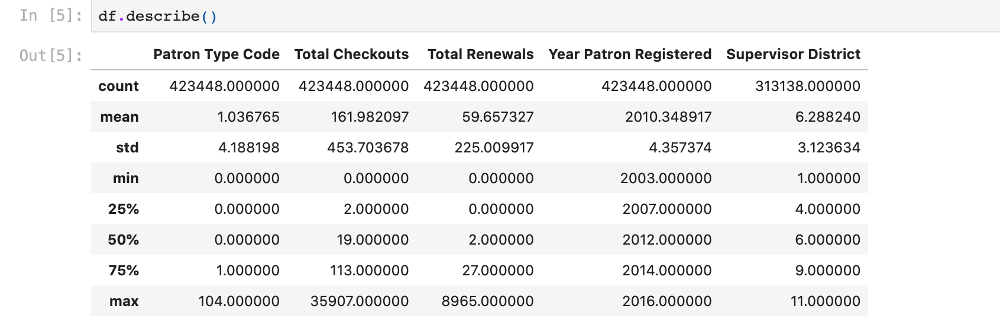 In [5]: df.describe()
Out[5]: Patron Type Code Total Checkouts Total Renewals Year Patron Registered Supervisor District
count 423448.000000 423448.000000 423448.000000 423448.000000 313138.000000
mean 1.036765 161.982097 59.657327 2010.348917 6.288240
std 4.188198 453.703678 225.009917 4.357374 3.123634
min 0.000000 0.000000 0.000000 2003.000000 1.000000
25% 0.000000 2.000000 0.000000 2007.000000 4.000000
50% 0.000000 19.000000 2.000000 2012.000000 6.000000
75% 1.000000 113.000000 27.000000 2014.000000 9.000000
max 104.000000 35907.000000 8965.000000 2016.000000 11.000000